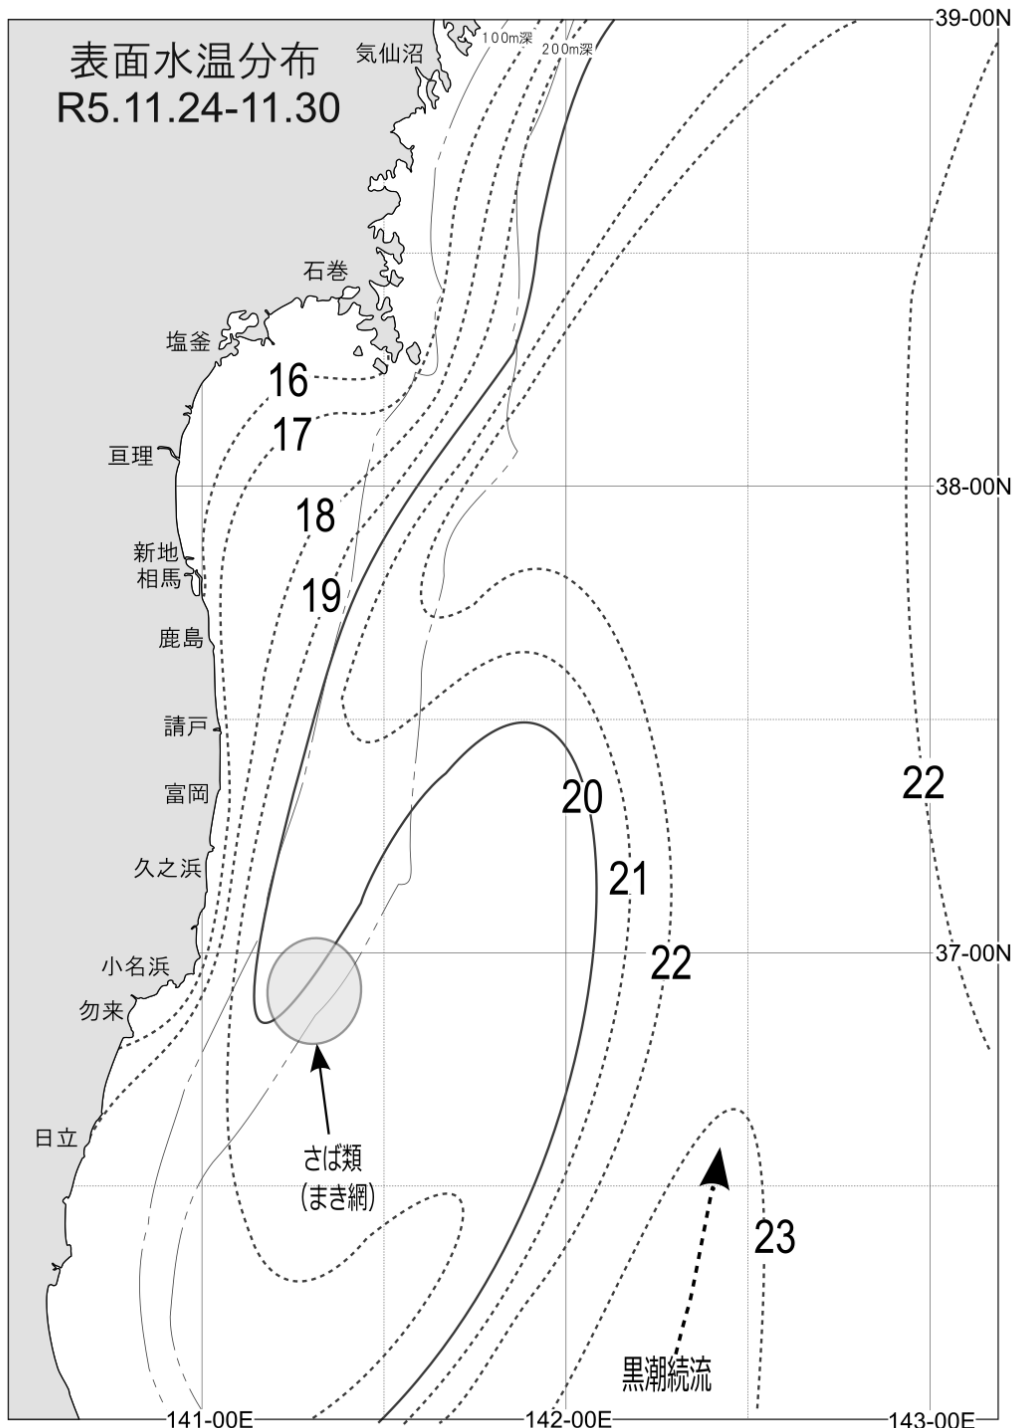 39-00N
100m深
200m深
表面水温分布
気仙沼
R5.11.24-11.30
石巻
塩釜
16
17
亘理
38-00N
18
新地
相馬
19
鹿島
請戸
富岡
20
22
久之浜
21
小名浜
22
37-00N
勿来
日立
さば類
(まき網)
23
黒潮続流
141-00E
142-00E
143-00E